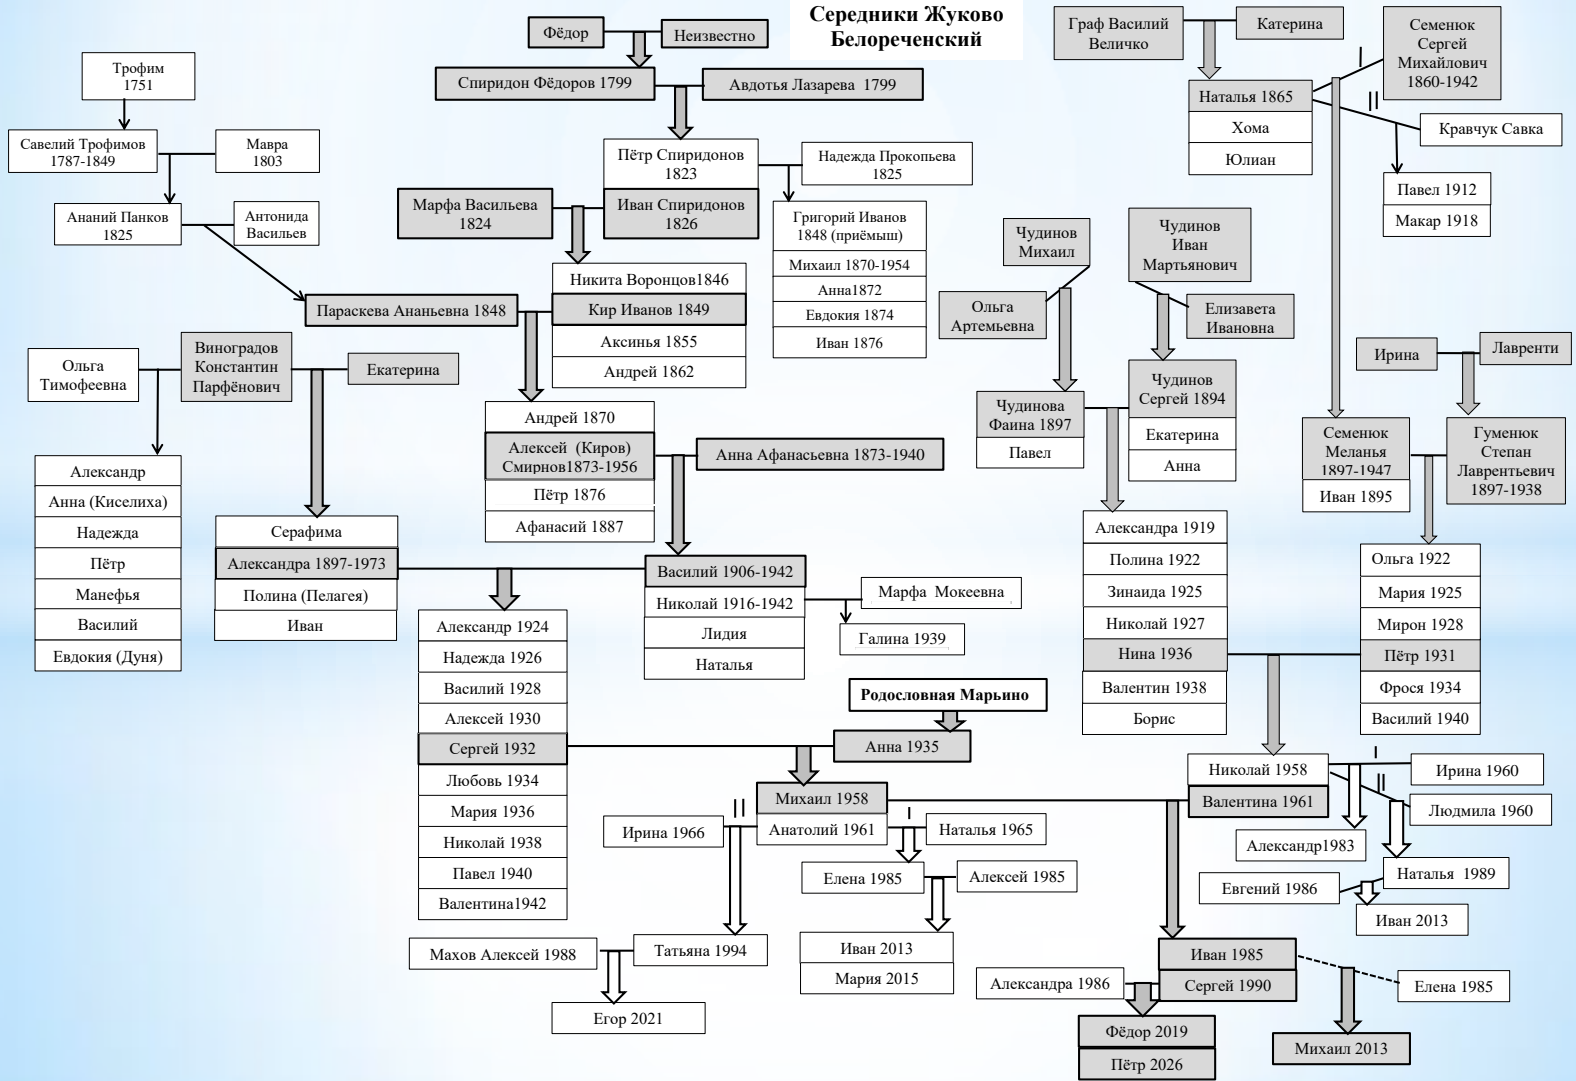 Середники Жуково
Белореченский
Фёдор
Неизвестно
Спиридон Фёдоров 1799
Авдотья Лазарева 1799
Граф Василий
Величко
Катерина
Семенюк
Сергей
Михайлович
1860-1942
I
II
Наталья 1865
Хома
Юлиан
Кравчук Савка
Павел 1912
Макар 1918
Трофим
1751
Савелий Трофимов
1787-1849
Мавра
1803
Ананий Панков
1825
Антонида
Васильев
Пётр Спиридонов
1823
Надежда Прокопьева
1825
Марфа Васильева
1824
Иван Спиридонов
1826
Григорий Иванов
1848 (приёмыш)
Михаил 1870-1954
Анна1872
Евдокия 1874
Иван 1876
Параскева Ананьевна 1848
Никита Воронцов1846
Кир Иванов 1849
Аксинья 1855
Андрей 1862
Чудинов
Михаил
Ольга
Артемьевна
Чудинов
Иван
Мартьянович
Елизавета
Ивановна
Ирина
Лавренти
Ольга
Тимофеевна
Виноградов
Константин
Парфёнович
Екатерина
Андрей 1870
Алексей (Киров)
Смирнов1873-1956
Пётр 1876
Афанасий 1887
Анна Афанасьевна 1873-1940
Чудинова
Фаина 1897
Павел
Чудинов
Сергей 1894
Екатерина
Анна
Семенюк
Меланья
1897-1947
Иван 1895
Гуменюк
Степан
Лаврентьевич
1897-1938
Александр
Анна (Киселиха)
Надежда
Пётр
Манефья
Василий
Евдокия (Дуня)
Серафима
Александра 1897-1973
Полина (Пелагея)
Иван
Василий 1906-1942
Николай 1916-1942
Лидия
Наталья
Марфа Мокеевна
Галина 1939
Александра 1919
Полина 1922
Зинаида 1925
Николай 1927
Нина 1936
Валентин 1938
Борис
Ольга 1922
Мария 1925
Мирон 1928
Пётр 1931
Фрося 1934
Василий 1940
Александр 1924
Надежда 1926
Василий 1928
Алексей 1930
Сергей 1932
Любовь 1934
Мария 1936
Николай 1938
Павел 1940
Валентина1942
Родословная Марьино
Анна 1935
Михаил 1958
Анатолий 1961
II
I
Ирина 1966
Наталья 1965
Николай 1958
Валентина 1961
I
II
Ирина 1960
Людмила 1960
Александр1983
Евгений 1986
Наталья 1989
Иван 2013
Елена 1985
Алексей 1985
Иван 2013
Мария 2015
Махов Алексей 1988
Татьяна 1994
Егор 2021
Иван 1985
Сергей 1990
Александра 1986
Елена 1985
Фёдор 2019
Пётр 2026
Михаил 2013